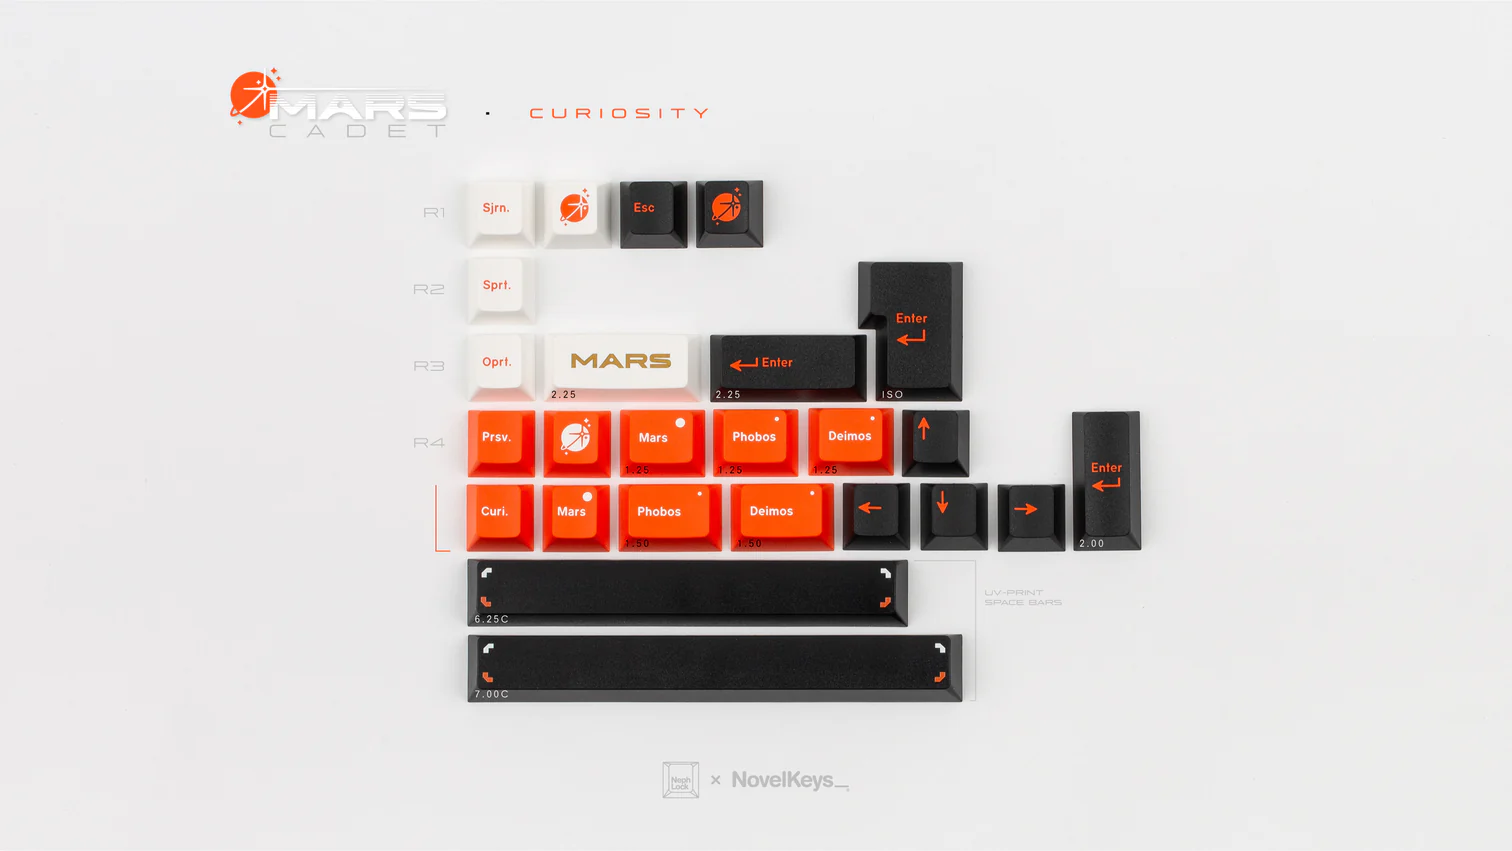 MARS
CADET
CURIOSITY
R1
Sjrn.
Esc
R2
Sprt.
Enter
ISO
R3
Oprt.
MARS
2.25
Enter
2.25
R4
Prsv.
Mars
1.25
Phobos
1.25
Deimos
1.25
Enter
2.00
Curi.
Mars
Phobos
1.50
Deimos
1.50
6.25C
UV-PRINT
SPACE BARS
7.00C
Neph
Lock
× NovelKeys_